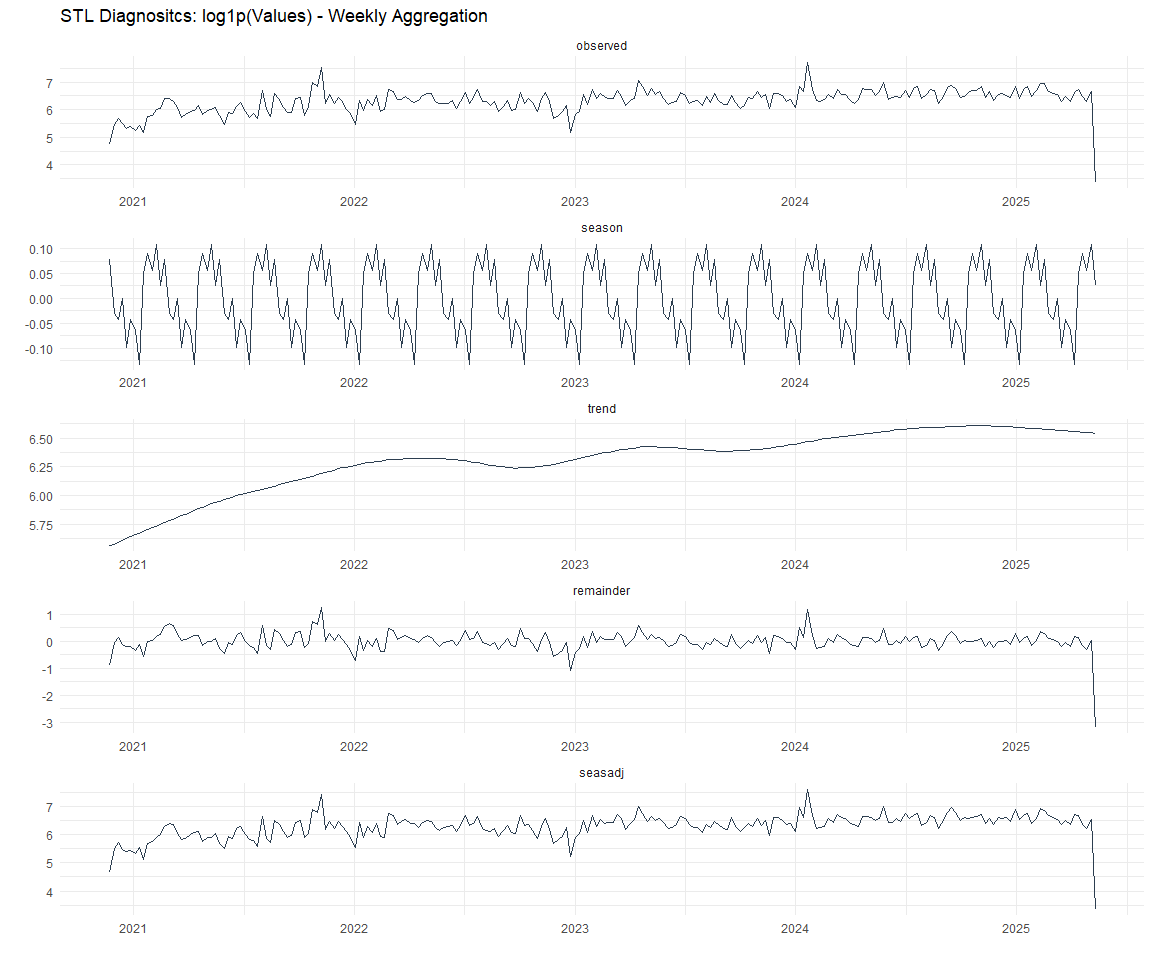 STL Diagnositcs: log1p(Values) - Weekly Aggregation
observed
7
6
5
4
2021 2022 2023 2024 2025
season
0.10
0.05
0.00
-0.05
-0.10
2021 2022 2023 2024 2025
trend
6.50
6.25
6.00
5.75
2021 2022 2023 2024 2025
remainder
1
0
-1
-2
-3
2021 2022 2023 2024 2025
seasadj
7
6
5
4
2021 2022 2023 2024 2025